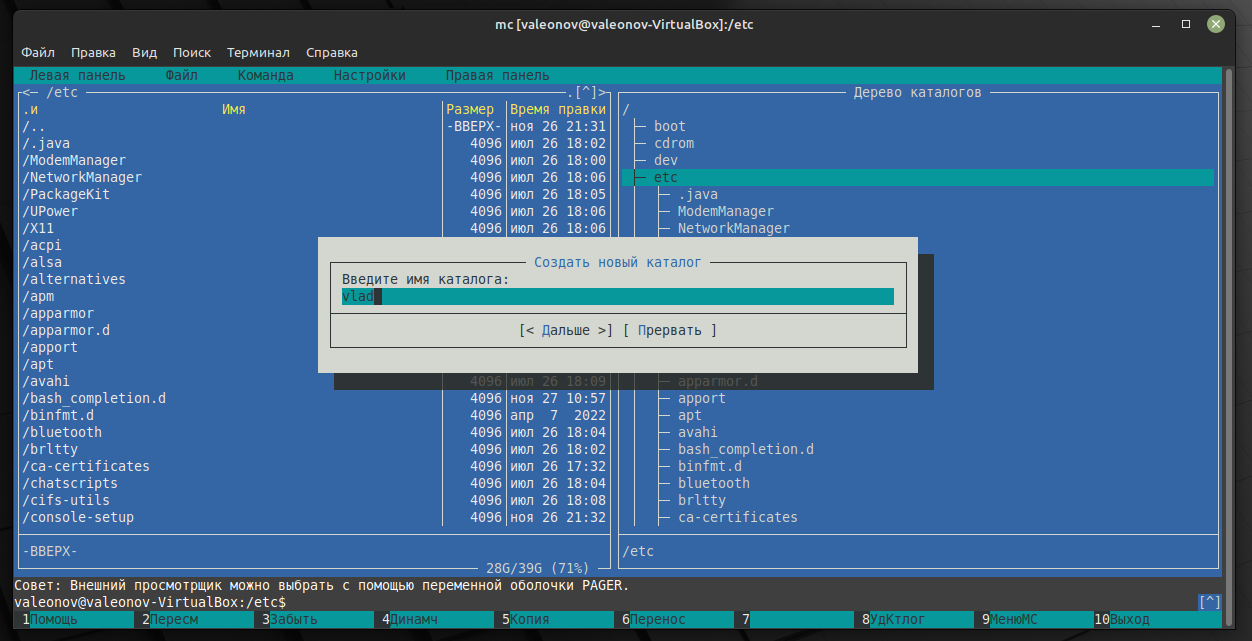 mc [valeonov@valeonov-VirtualBox]:/etc
Файл Правка Вид Поиск Терминал Справка
Левая панель Файл Команда Настройки Правая панель
<─ /etc .[^]> Дерево каталогов
.и Имя Размер Время правки /
/.. -ВВЕРХ- ноя 26 21:31 boot
/.java 4096 июл 26 18:02 cdrom
/ModemManager 4096 июл 26 18:00 dev
/NetworkManager 4096 июл 26 18:06 etc
/PackageKit 4096 июл 26 18:05 .java
/UPower 4096 июл 26 18:06 ModemManager
/X11 4096 июл 26 18:06 NetworkManager
/acpi
/alsa Создать новый каталог
/alternatives Введите имя каталога:
/apm vlad
/apparmor
/apparmor.d [< Дальше >] [ Прервать ]
/apport
/apt
/avahi 4096 июл 26 18:09 apparmor.d
/bash_completion.d 4096 ноя 27 10:57 apport
/binfmt.d 4096 апр 7 2022 apt
/bluetooth 4096 июл 26 18:04 avahi
/brltty 4096 июл 26 18:02 bash_completion.d
/ca-certificates 4096 июл 26 17:32 binfmt.d
/chatscripts 4096 июл 26 18:04 bluetooth
/cifs-utils 4096 июл 26 18:08 brltty
/console-setup 4096 ноя 26 21:32 ca-certificates
-ВВЕРХ- /etc
28G/39G (71%)
Совет: Внешний просмотрщик можно выбрать с помощью переменной оболочки PAGER.
valeonov@valeonov-VirtualBox:/etc$ [^]
1Помощь 2Пересм 3Забыть 4Динамч 5Копия 6Перенос 7 8УдКтлог 9МенюМС 10Выход